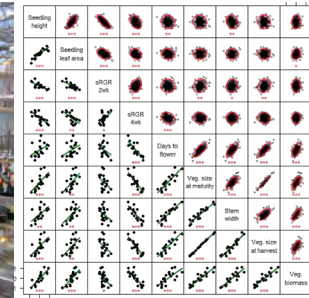 Seedling
height
Seedling
leaf area
sRGR
2wk
sRGR
4wk
Days to
flower
Veg. size
at maturity
Stem
width
Veg. size
at harvest
Veg.
biomass